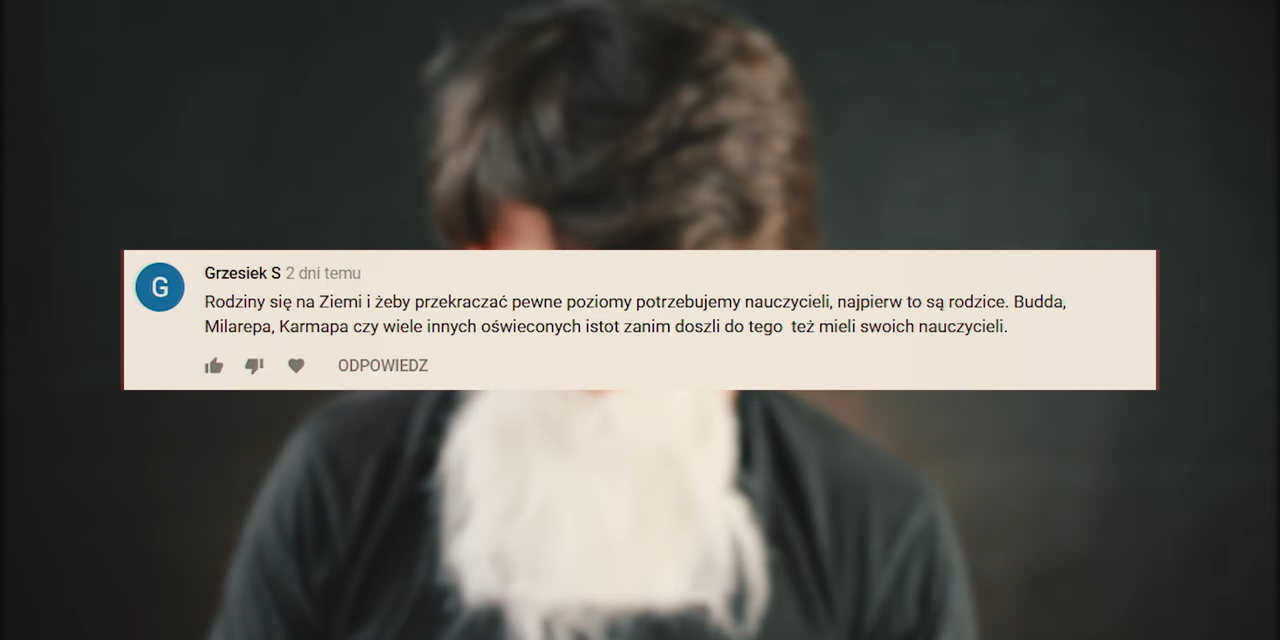 G
Grzesiek S 2 dni temu
Rodziny się na Ziemi i żeby przekraczać pewne poziomy potrzebujemy nauczycieli, najpierw to są rodzice. Budda,
Milarepa, Karmapa czy wiele innych oświeconych istot zanim doszli do tego  też mieli swoich nauczycieli.
ODPOWIEDZ